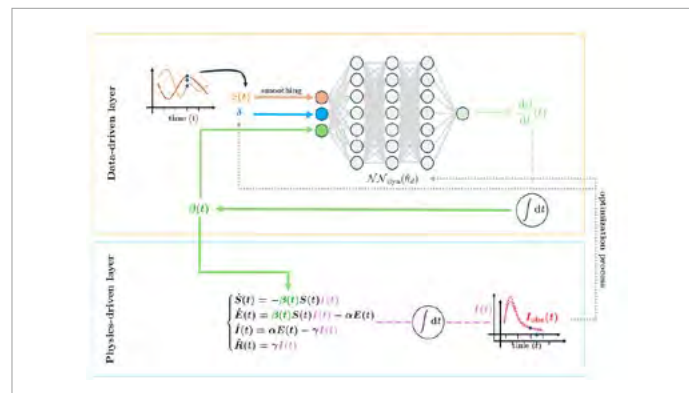 Data-driven layer
time (t)
z(t)
smoothing
δ
NN_dyn(θ_d)
dβ/dt (t)
∫ dt
β(t)
optimization process
Physics-driven layer
Ṡ(t) = −β(t)S(t)I(t)
Ė(t) = β(t)S(t)I(t) − αE(t)
İ(t) = αE(t) − γI(t)
Ṙ(t) = γI(t)
∫ dt
I(t)
I_obs(t)
time (t)